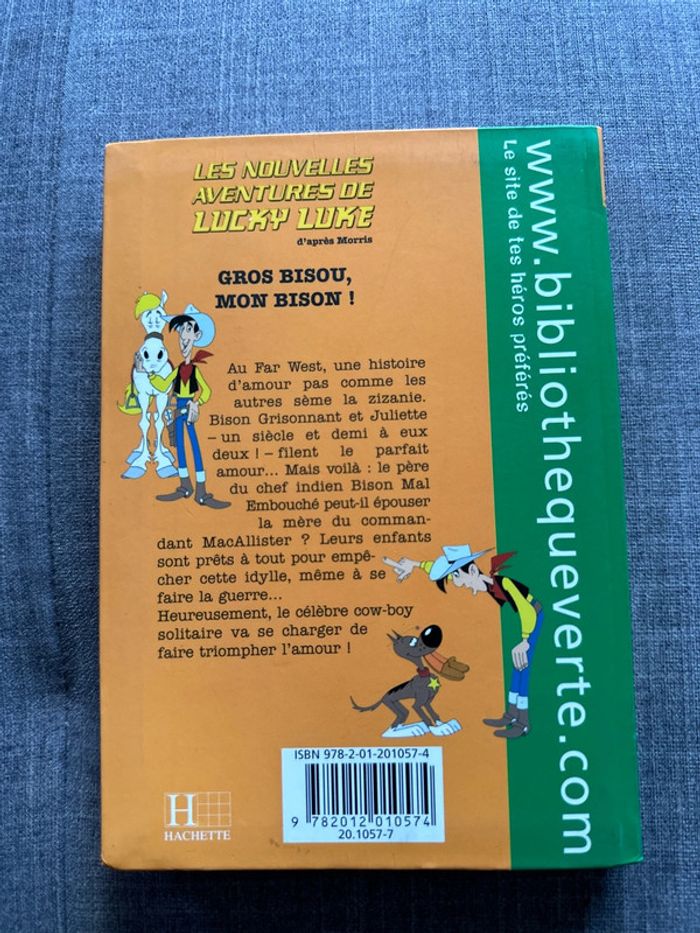 LES NOUVELLES
AVENTURES DE
LUCKY LUKE
d'après Morris
GROS BISOU,
MON BISON !
Au Far West, une histoire
d'amour pas comme les
autres sème la zizanie.
Bison Grisonnant et Juliette
– un siècle et demi à eux
deux ! – filent le parfait
amour... Mais voilà : le père
du chef indien Bison Mal
Embouché peut-il épouser
la mère du comman-
dant MacAllister ? Leurs enfants
sont prêts à tout pour empê-
cher cette idylle, même à se
faire la guerre...
Heureusement, le célèbre cow-boy
solitaire va se charger de
faire triompher l'amour !
www.bibliothequeverte.com
Le site de tes héros préférés
H
HACHETTE
ISBN 978-2-01-201057-4
9 782012 010574
20.1057-7